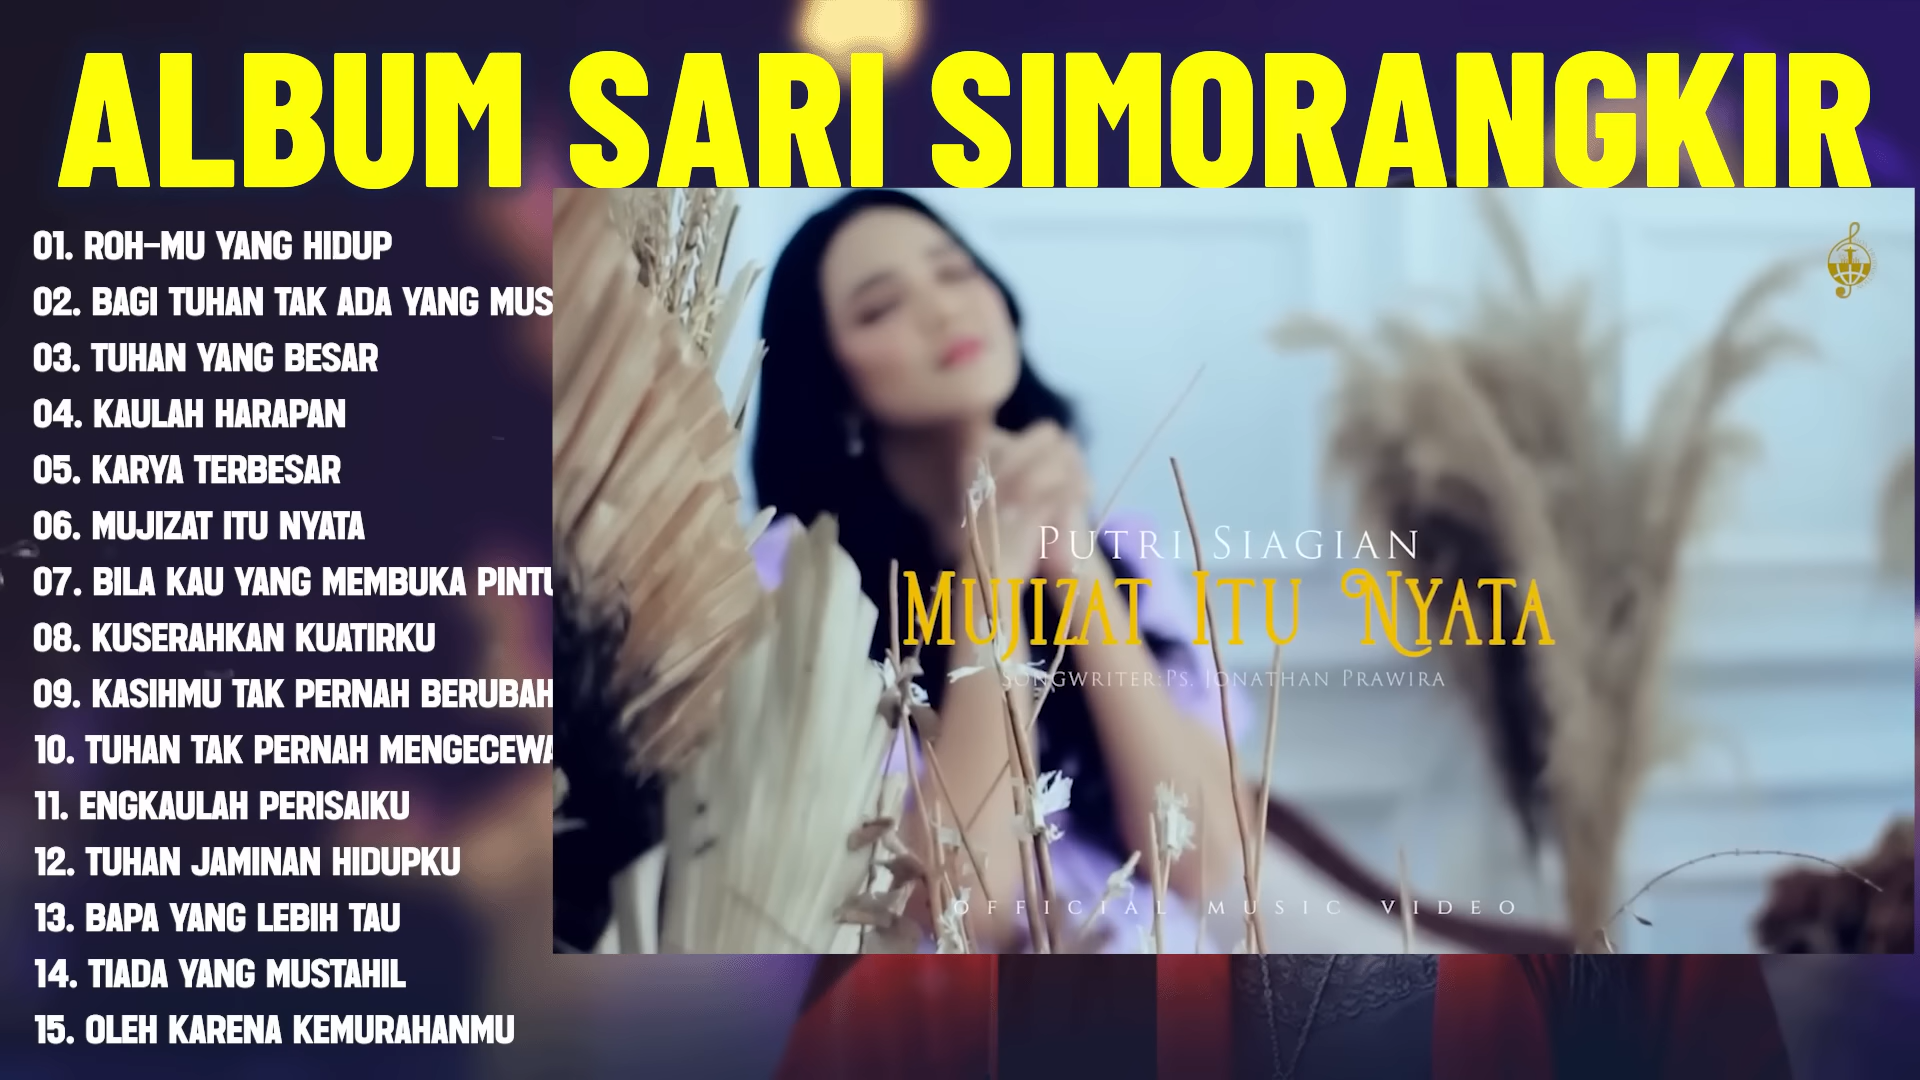 ALBUM SARI SIMORANGKIR
01. ROH-MU YANG HIDUP
02. BAGI TUHAN TAK ADA YANG MUS
03. TUHAN YANG BESAR
04. KAULAH HARAPAN
05. KARYA TERBESAR
06. MUJIZAT ITU NYATA
07. BILA KAU YANG MEMBUKA PINTU
08. KUSERAHKAN KUATIRKU
09. KASIHMU TAK PERNAH BERUBAH
10. TUHAN TAK PERNAH MENGECEWA
11. ENGKAULAH PERISAIKU
12. TUHAN JAMINAN HIDUPKU
13. BAPA YANG LEBIH TAU
14. TIADA YANG MUSTAHIL
15. OLEH KARENA KEMURAHANMU
PUTRI SIAGIAN
MUJIZAT ITU NYATA
SONGWRITER:PS. JONATHAN PRAWIRA
OFFICIAL MUSIC VIDEO